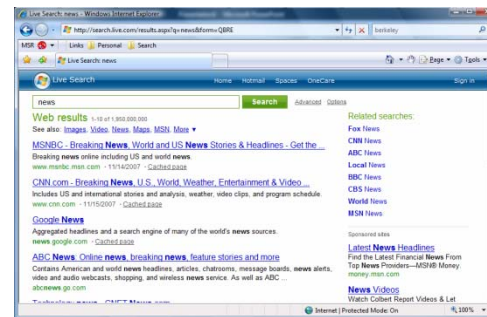 Live Search: news - Windows Internet Explorer
http://search.live.com/results.aspx?q=news&form=QBRE
berkeley
MSR Links Personal Search
Live Search: news
Page Tools
Live Search Home Hotmail Spaces OneCare Sign in
news Search Advanced Options
Web results 1-10 of 1,950,000,000
See also: Images, Video, News, Maps, MSN, More ▼
MSNBC - Breaking News, World and US News Stories & Headlines - Get the ...
Breaking news online including US and world news.
www.msnbc.msn.com · 11/14/2007 · Cached page
CNN.com - Breaking News, U.S., World, Weather, Entertainment & Video ...
Includes US and international stories and analysis, weather, video clips, and program schedule.
www.cnn.com · 11/15/2007 · Cached page
Google News
Aggregated headlines and a search engine of many of the world's news sources.
news.google.com · Cached page
ABC News: Online news, breaking news, feature stories and more
Contains American and world news headlines, articles, chatrooms, message boards, news alerts,
video and audio webcasts, shopping, and wireless news service. As well as ABC ...
abcnews.go.com
Technology news - CNET News.com
Related searches:
Fox News
CNN News
ABC News
Local News
BBC News
CBS News
World News
MSN News
Sponsored sites
Latest News Headlines
Find the Latest Financial News From
Top News Providers—MSN® Money
money.msn.com
News Videos
Watch Colbert Report Videos & Let
Internet | Protected Mode: On 100%